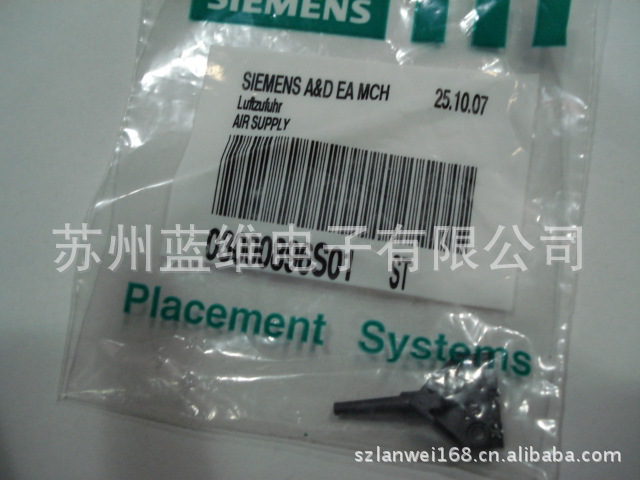 SIEMENS
SIEMENS A&D EA MCH 25.10.07
Luftzufuhr
AIR SUPPLY
苏州蓝维电子有限公司
ST
Placement Systems
szlanwei168.cn.alibaba.com